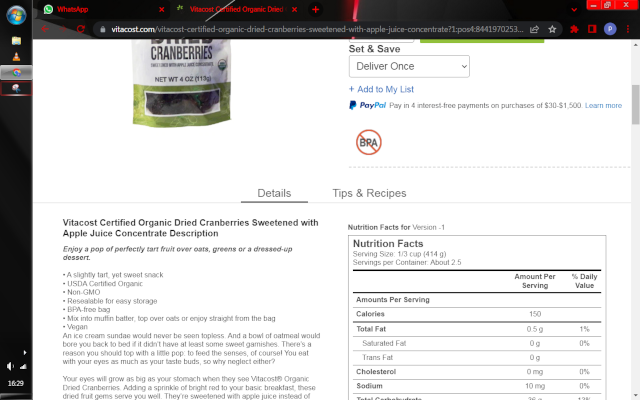 WhatsApp
Vitacost Certified Organic Dried
vitacost.com/vitacost-certified-organic-dried-cranberries-sweetened-with-apple-juice-concentrate?1:pos4:8441970253...
P
DRIED
CRANBERRIES
SWEETENED WITH APPLE JUICE CONCENTRATE
NET WT 4 OZ (113g)
Set & Save
Deliver Once
+ Add to My List
PayPal Pay in 4 interest-free payments on purchases of $30-$1,500. Learn more
BPA
Details
Tips & Recipes
Vitacost Certified Organic Dried Cranberries Sweetened with
Apple Juice Concentrate Description
Enjoy a pop of perfectly tart fruit over oats, greens or a dressed-up
dessert.
• A slightly tart, yet sweet snack
• USDA Certified Organic
• Non-GMO
• Resealable for easy storage
• BPA-free bag
• Mix into muffin batter, top over oats or enjoy straight from the bag
• Vegan
An ice cream sundae would never be seen topless. And a bowl of oatmeal would
bore you back to bed if it didn't have at least some sweet garnishes. There's a
reason you should top with a little pop: to feed the senses, of course! You eat
with your eyes as much as your taste buds, so why neglect either?
Your eyes will grow as big as your stomach when they see Vitacost® Organic
Dried Cranberries. Adding a sprinkle of bright red to your basic breakfast, these
dried fruit gems serve you well. They're sweetened with apple juice instead of
Nutrition Facts for Version -1
Nutrition Facts
Serving Size: 1/3 cup (414 g)
Servings per Container: About 2.5
Amount Per Serving % Daily Value
Amounts Per Serving
Calories 150
Total Fat 0.5 g 1%
Saturated Fat 0 g 0%
Trans Fat 0 g
Cholesterol 0 mg 0%
Sodium 10 mg 0%
Total Carbohydrate 36 g 13%
16:29